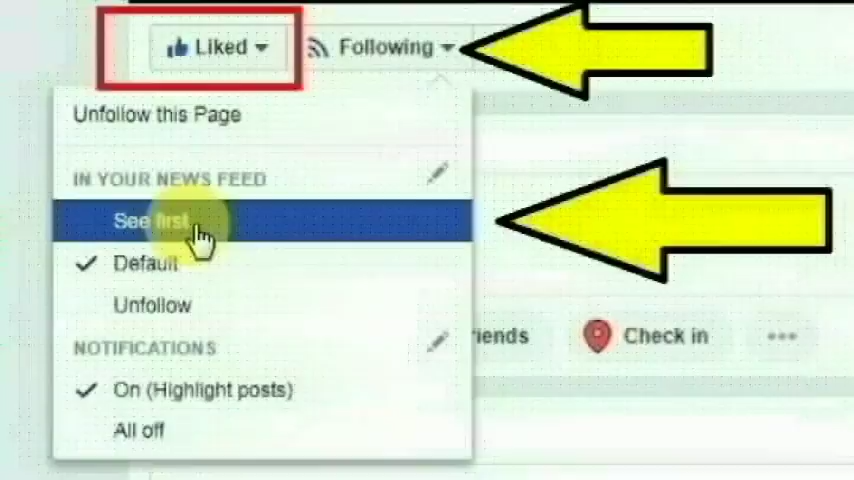 Liked Following
Unfollow this Page
IN YOUR NEWS FEED
See first
Default
Unfollow
NOTIFICATIONS
riends Check in
On (Highlight posts)
All off